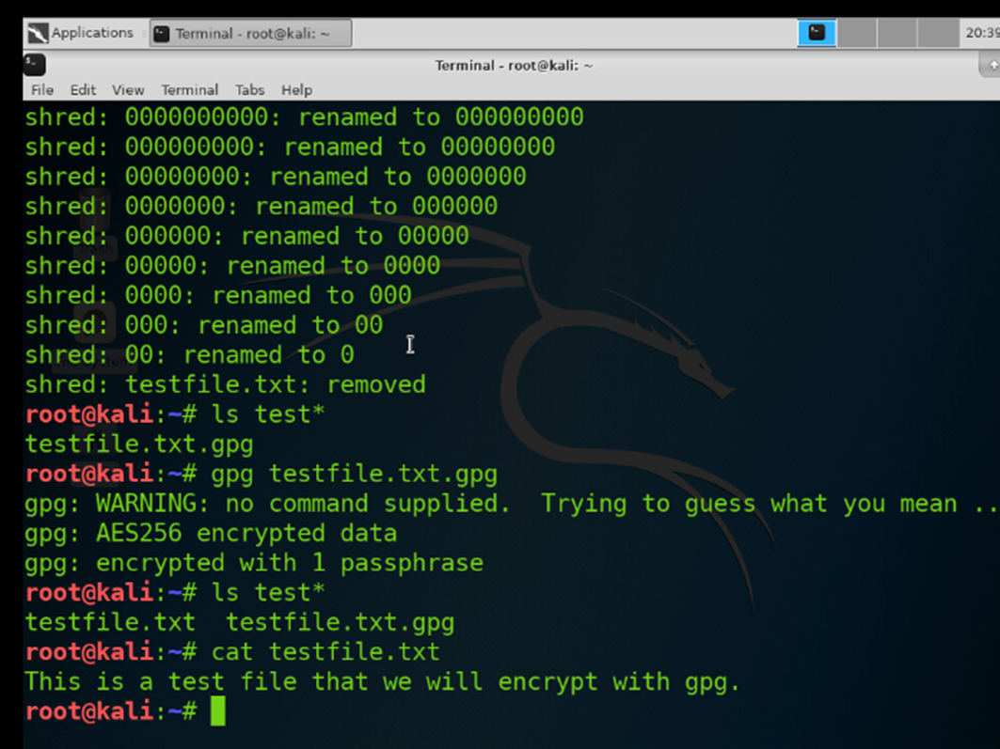 Applications
Terminal - root@kali: ~
20:39
Terminal - root@kali: ~
File Edit View Terminal Tabs Help
shred: 0000000000: renamed to 000000000
shred: 000000000: renamed to 00000000
shred: 00000000: renamed to 0000000
shred: 0000000: renamed to 000000
shred: 000000: renamed to 00000
shred: 00000: renamed to 0000
shred: 0000: renamed to 000
shred: 000: renamed to 00
shred: 00: renamed to 0
shred: testfile.txt: removed
root@kali:~# ls test*
testfile.txt.gpg
root@kali:~# gpg testfile.txt.gpg
gpg: WARNING: no command supplied.  Trying to guess what you mean ..
gpg: AES256 encrypted data
gpg: encrypted with 1 passphrase
root@kali:~# ls test*
testfile.txt  testfile.txt.gpg
root@kali:~# cat testfile.txt
This is a test file that we will encrypt with gpg.
root@kali:~#